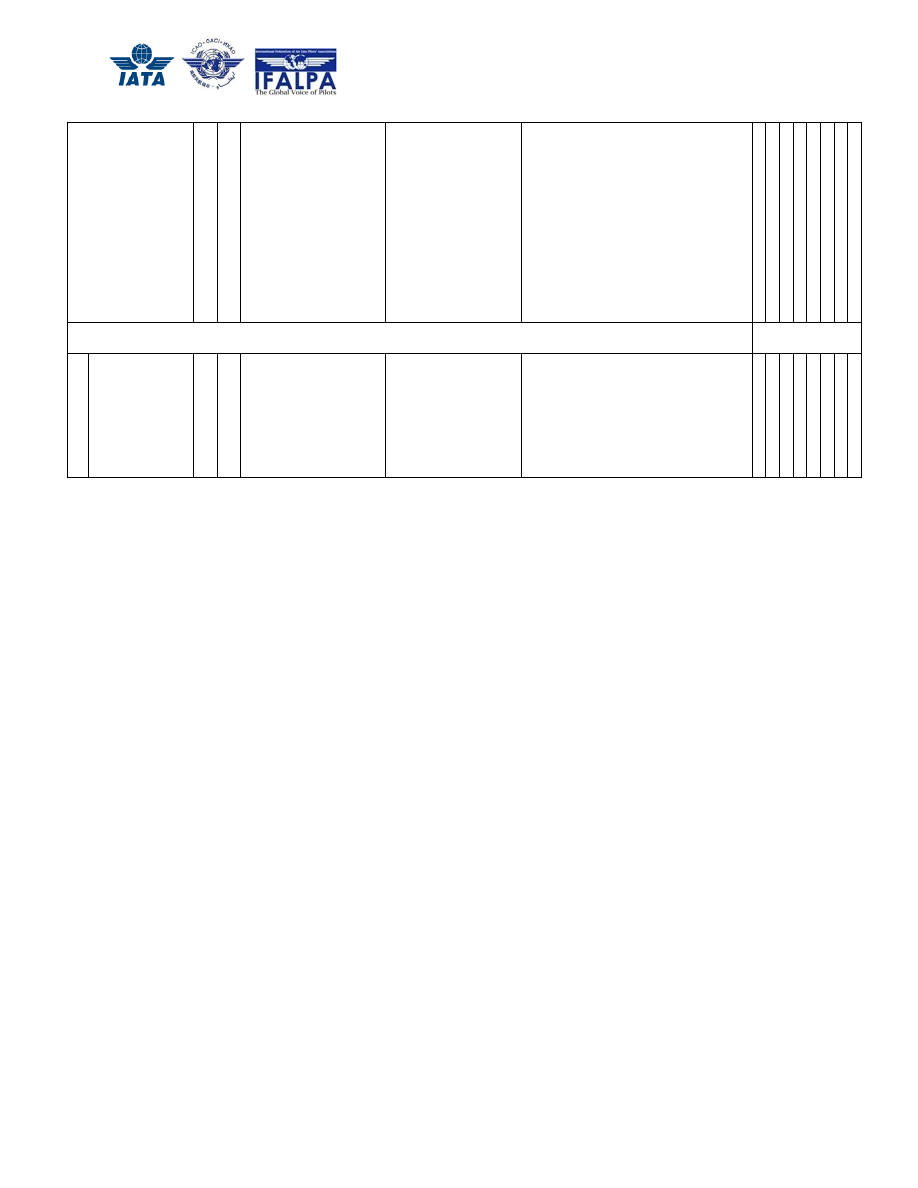 IATA
ICAO · OACI · ИКАО
International Federation of Air Line Pilots' Associations
IFALPA
The Global Voice of Pilots